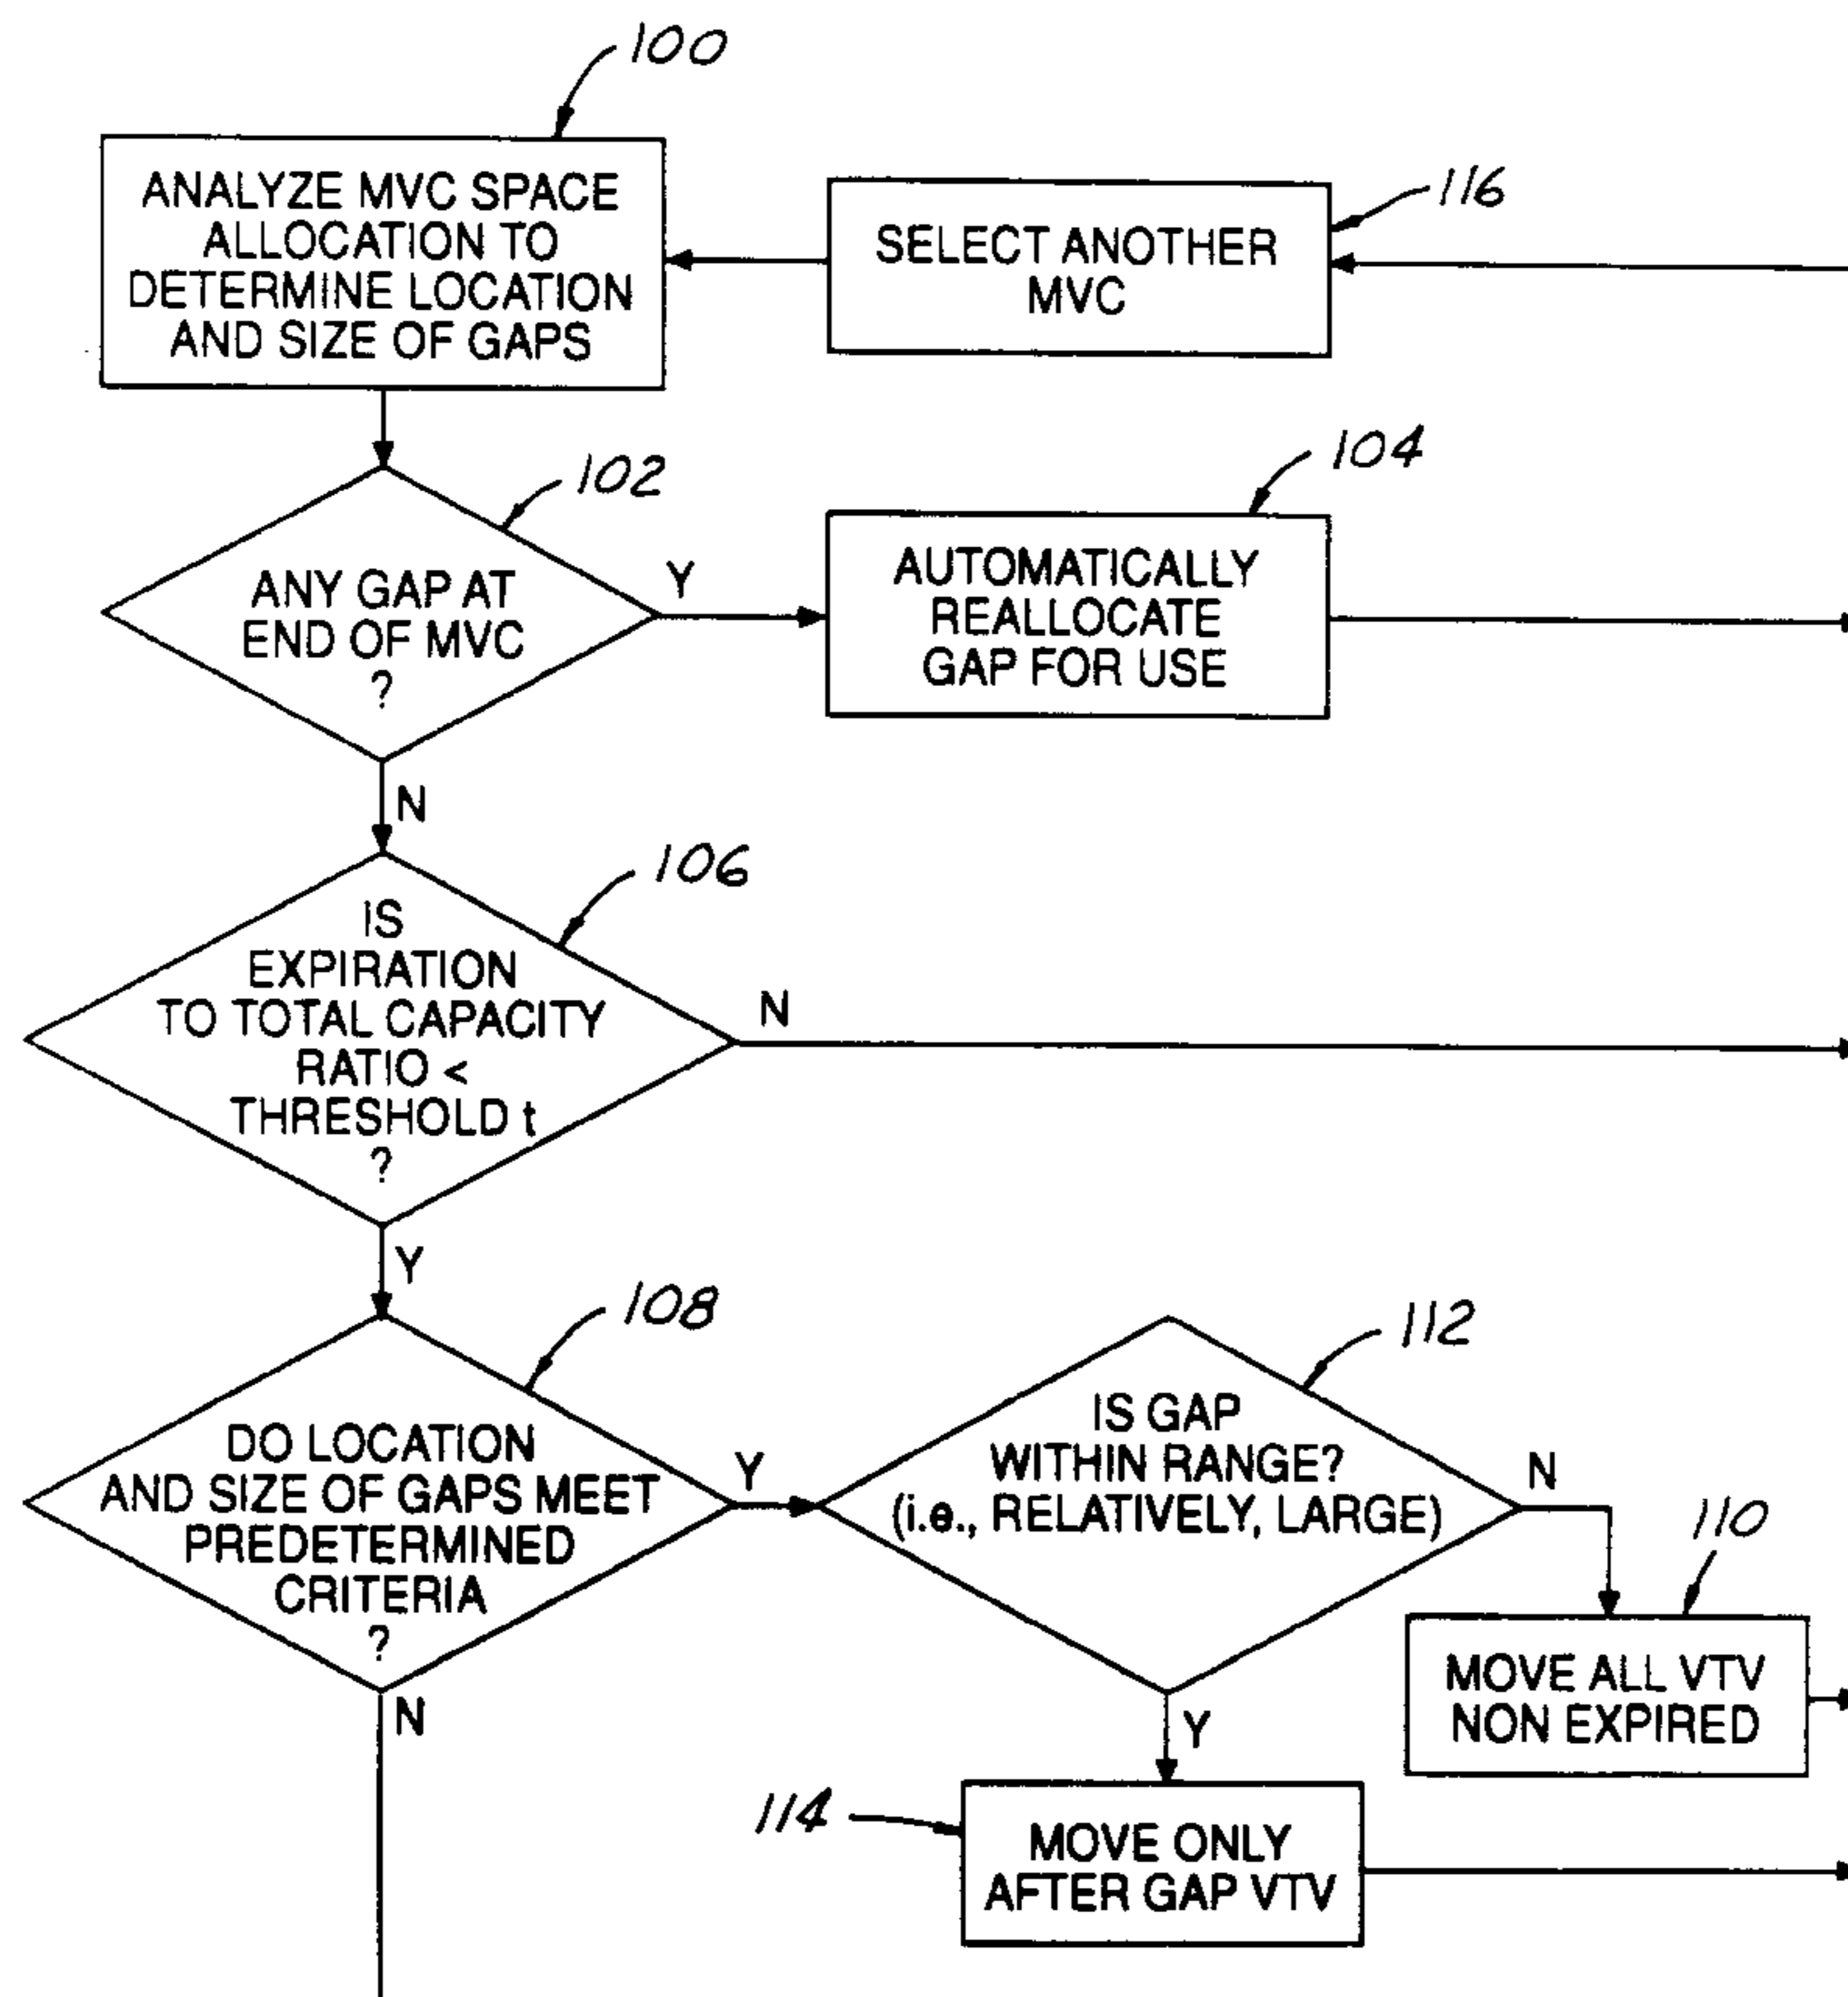 100
ANALYZE MVC SPACE
ALLOCATION TO
DETERMINE LOCATION
AND SIZE OF GAPS
116
SELECT ANOTHER
MVC
102
ANY GAP AT
END OF MVC
?
Y
104
AUTOMATICALLY
REALLOCATE
GAP FOR USE
N
106
IS
EXPIRATION
TO TOTAL CAPACITY
RATIO <
THRESHOLD t
?
N
Y
108
DO LOCATION
AND SIZE OF GAPS MEET
PREDETERMINED
CRITERIA
?
Y
112
IS GAP
WITHIN RANGE?
(i.e., RELATIVELY, LARGE)
N
110
MOVE ALL VTV
NON EXPIRED
N
Y
114
MOVE ONLY
AFTER GAP VTV